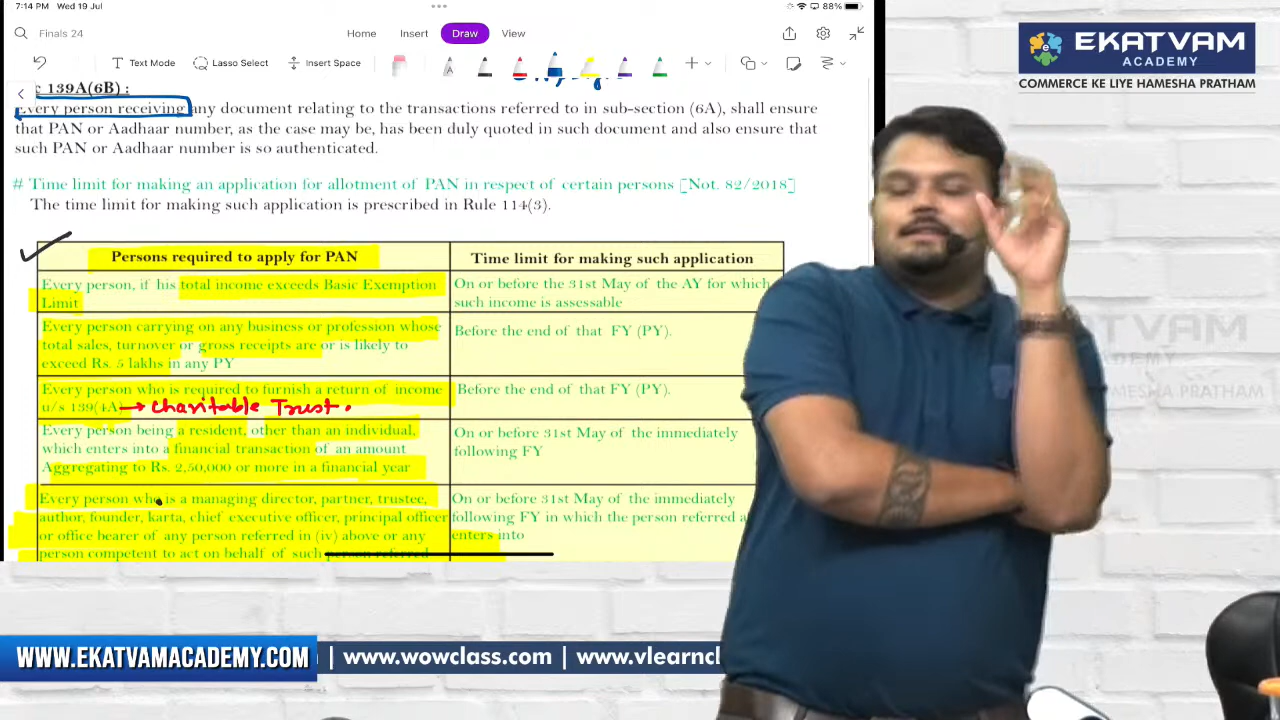 7:14 PM Wed 19 Jul
88%
Finals 24
Home Insert Draw View
Text Mode Lasso Select Insert Space
139A(6B) :
Every person receiving any document relating to the transactions referred to in sub-section (6A), shall ensure
that PAN or Aadhaar number, as the case may be, has been duly quoted in such document and also ensure that
such PAN or Aadhaar number is so authenticated.
# Time limit for making an application for allotment of PAN in respect of certain persons [Not. 82/2018]
The time limit for making such application is prescribed in Rule 114(3).
Persons required to apply for PAN
Time limit for making such application
Every person, if his total income exceeds Basic Exemption
Limit
On or before the 31st May of the AY for which
such income is assessable
Every person carrying on any business or profession whose
total sales, turnover or gross receipts are or is likely to
exceed Rs. 5 lakhs in any PY
Before the end of that FY (PY).
Every person who is required to furnish a return of income
u/s 139(4A) → Charitable Trust.
Before the end of that FY (PY).
Every person being a resident, other than an individual,
which enters into a financial transaction of an amount
Aggregating to Rs. 2,50,000 or more in a financial year
On or before 31st May of the immediately
following FY
Every person who is a managing director, partner, trustee,
author, founder, karta, chief executive officer, principal officer
or office bearer of any person referred in (iv) above or any
person competent to act on behalf of such person referred
On or before 31st May of the immediately
following FY in which the person referred
enters into
EKATVAM
ACADEMY
COMMERCE KE LIYE HAMESHA PRATHAM
EKATVAM
ACADEMY
HAMESHA PRATHAM
WWW.EKATVAMACADEMY.COM
| www.wowclass.com | www.vlearncl